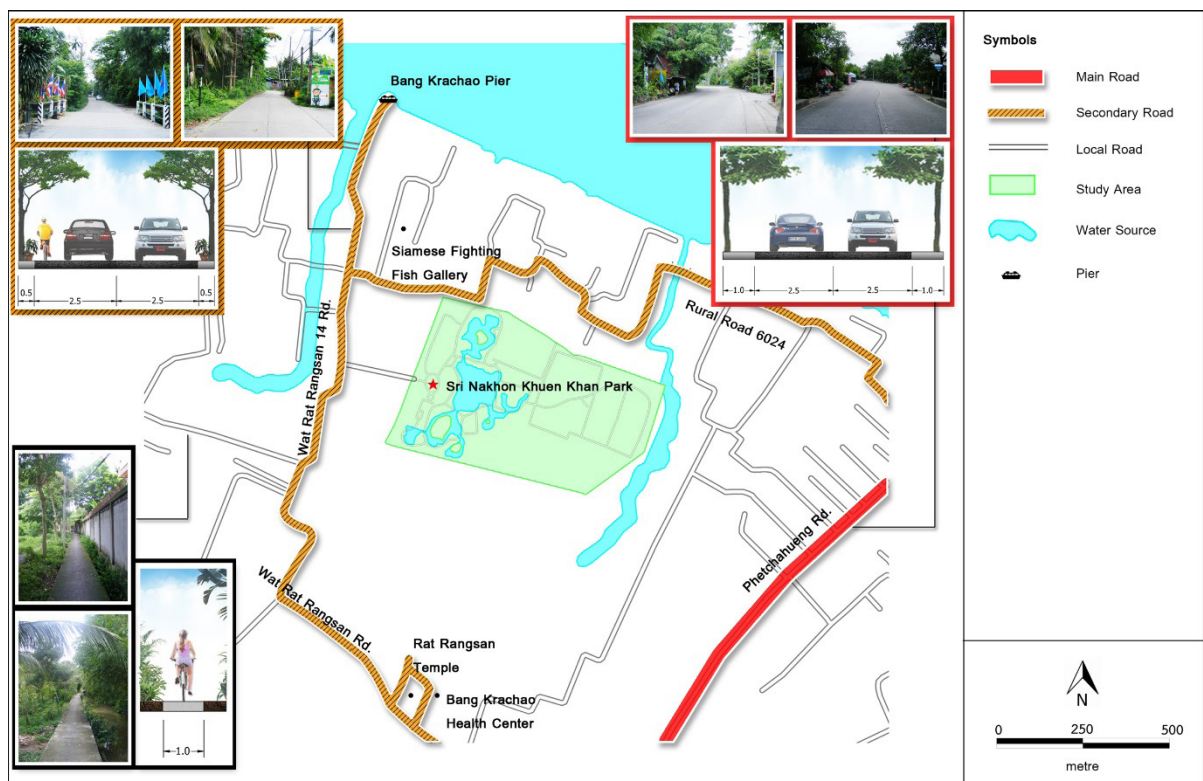 Bang Krachao Pier
Siamese Fighting
Fish Gallery
Wat Rat Rangsan 14 Rd.
Rural Road 6024
Sri Nakhon Khuen Khan Park
Phetchahueng Rd.
Wat Rat Rangsan Rd.
Rat Rangsan
Temple
Bang Krachao
Health Center
0.5
2.5
2.5
0.5
1.0
2.5
2.5
1.0
1.0
Symbols
Main Road
Secondary Road
Local Road
Study Area
Water Source
Pier
N
0 250 500
metre